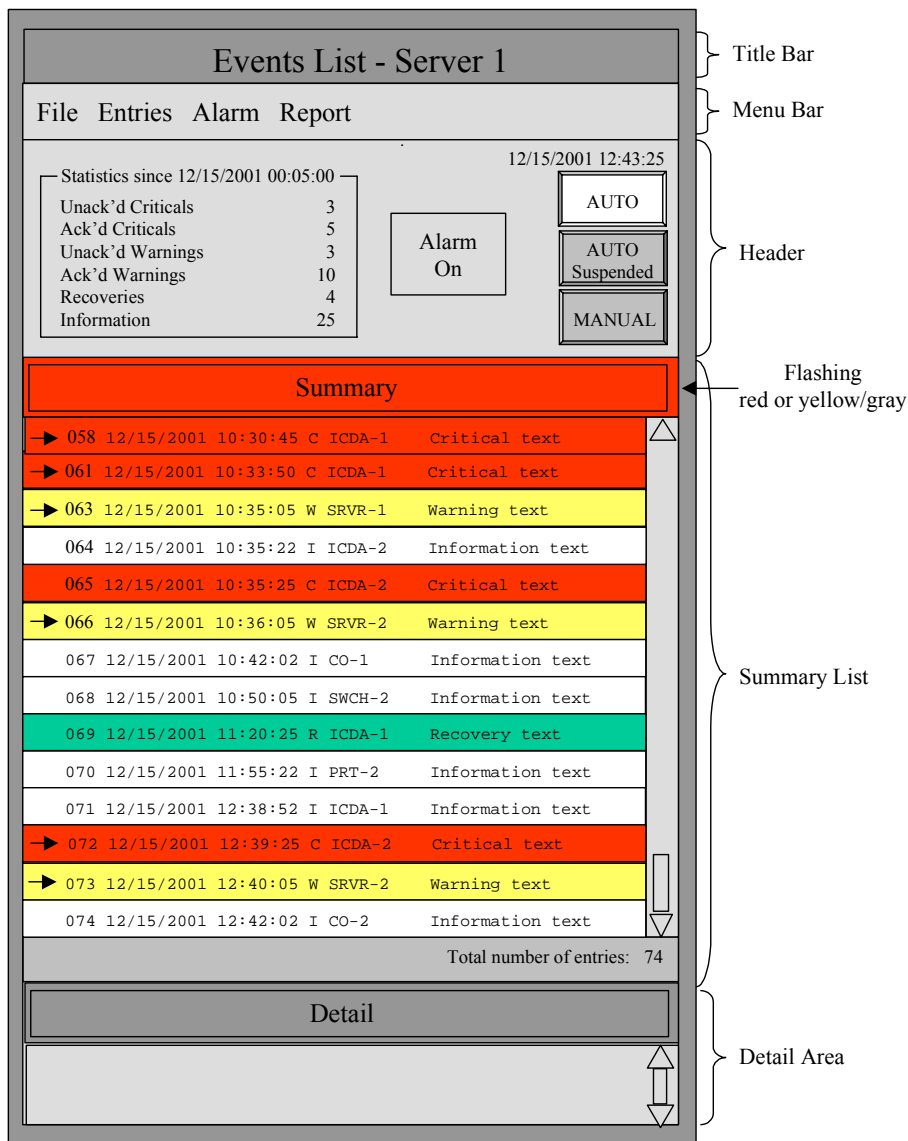 Events List - Server 1
Title Bar
File Entries Alarm Report
Menu Bar
12/15/2001 12:43:25
Statistics since 12/15/2001 00:05:00
Unack'd Criticals 3
Ack'd Criticals 5
Unack'd Warnings 3
Ack'd Warnings 10
Recoveries 4
Information 25
Alarm
On
AUTO
AUTO
Suspended
MANUAL
Header
Summary
Flashing
red or yellow/gray
058 12/15/2001 10:30:45 C ICDA-1 Critical text
061 12/15/2001 10:33:50 C ICDA-1 Critical text
063 12/15/2001 10:35:05 W SRVR-1 Warning text
064 12/15/2001 10:35:22 I ICDA-2 Information text
065 12/15/2001 10:35:25 C ICDA-2 Critical text
066 12/15/2001 10:36:05 W SRVR-2 Warning text
067 12/15/2001 10:42:02 I CO-1 Information text
068 12/15/2001 10:50:05 I SWCH-2 Information text
069 12/15/2001 11:20:25 R ICDA-1 Recovery text
070 12/15/2001 11:55:22 I PRT-2 Information text
071 12/15/2001 12:38:52 I ICDA-1 Information text
072 12/15/2001 12:39:25 C ICDA-2 Critical text
073 12/15/2001 12:40:05 W SRVR-2 Warning text
074 12/15/2001 12:42:02 I CO-2 Information text
Summary List
Total number of entries: 74
Detail
Detail Area